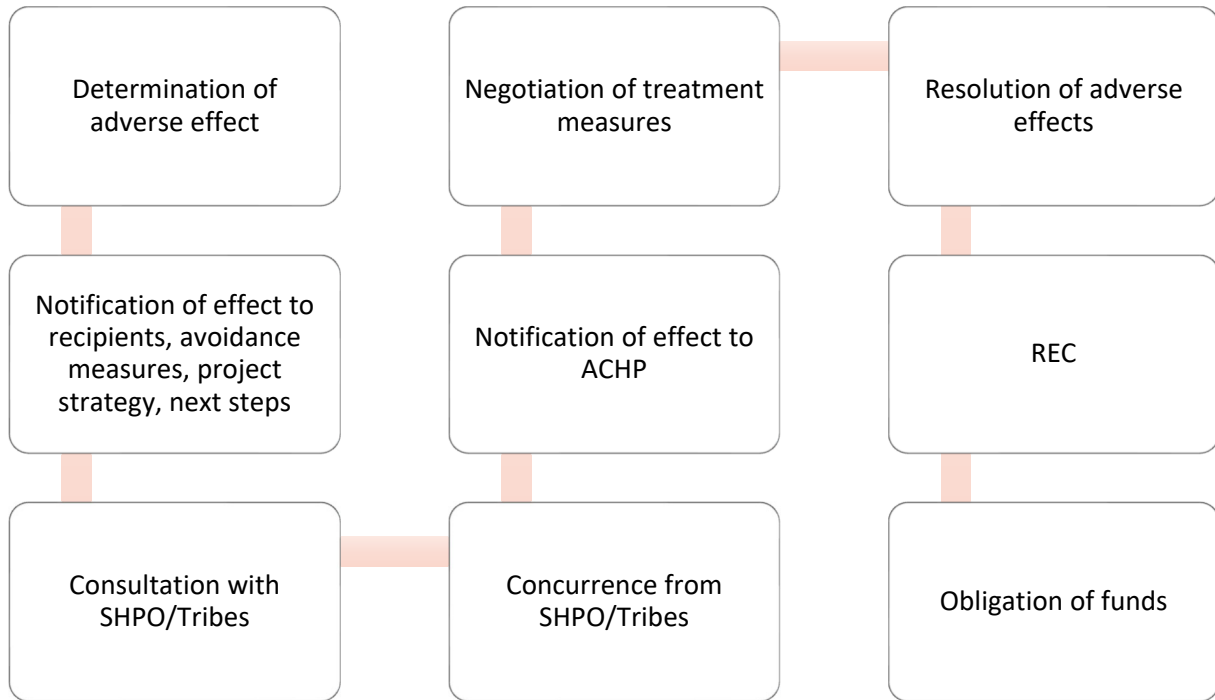 Determination of
adverse effect
Notification of effect to
recipients, avoidance
measures, project
strategy, next steps
Consultation with
SHPO/Tribes
Concurrence from
SHPO/Tribes
Notification of effect to
ACHP
Negotiation of treatment
measures
Resolution of adverse
effects
REC
Obligation of funds